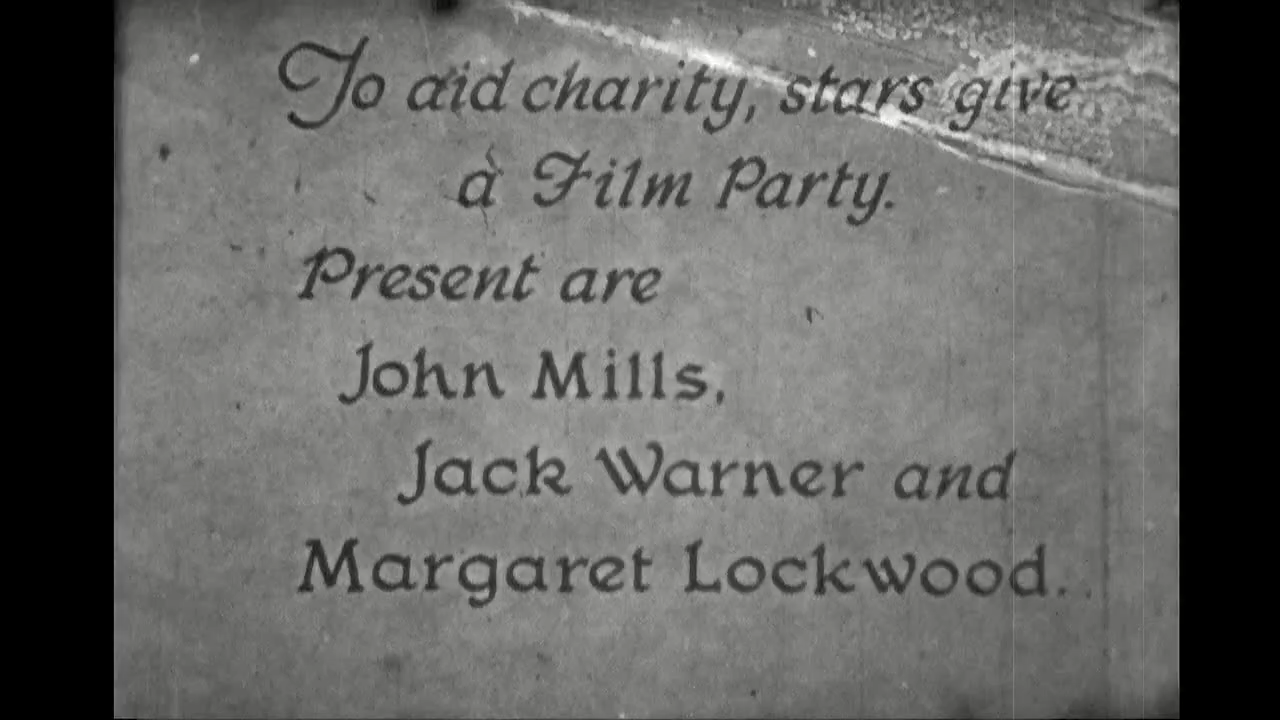 To aid charity, stars give
a Film Party.
Present are
John Mills,
Jack Warner and
Margaret Lockwood.